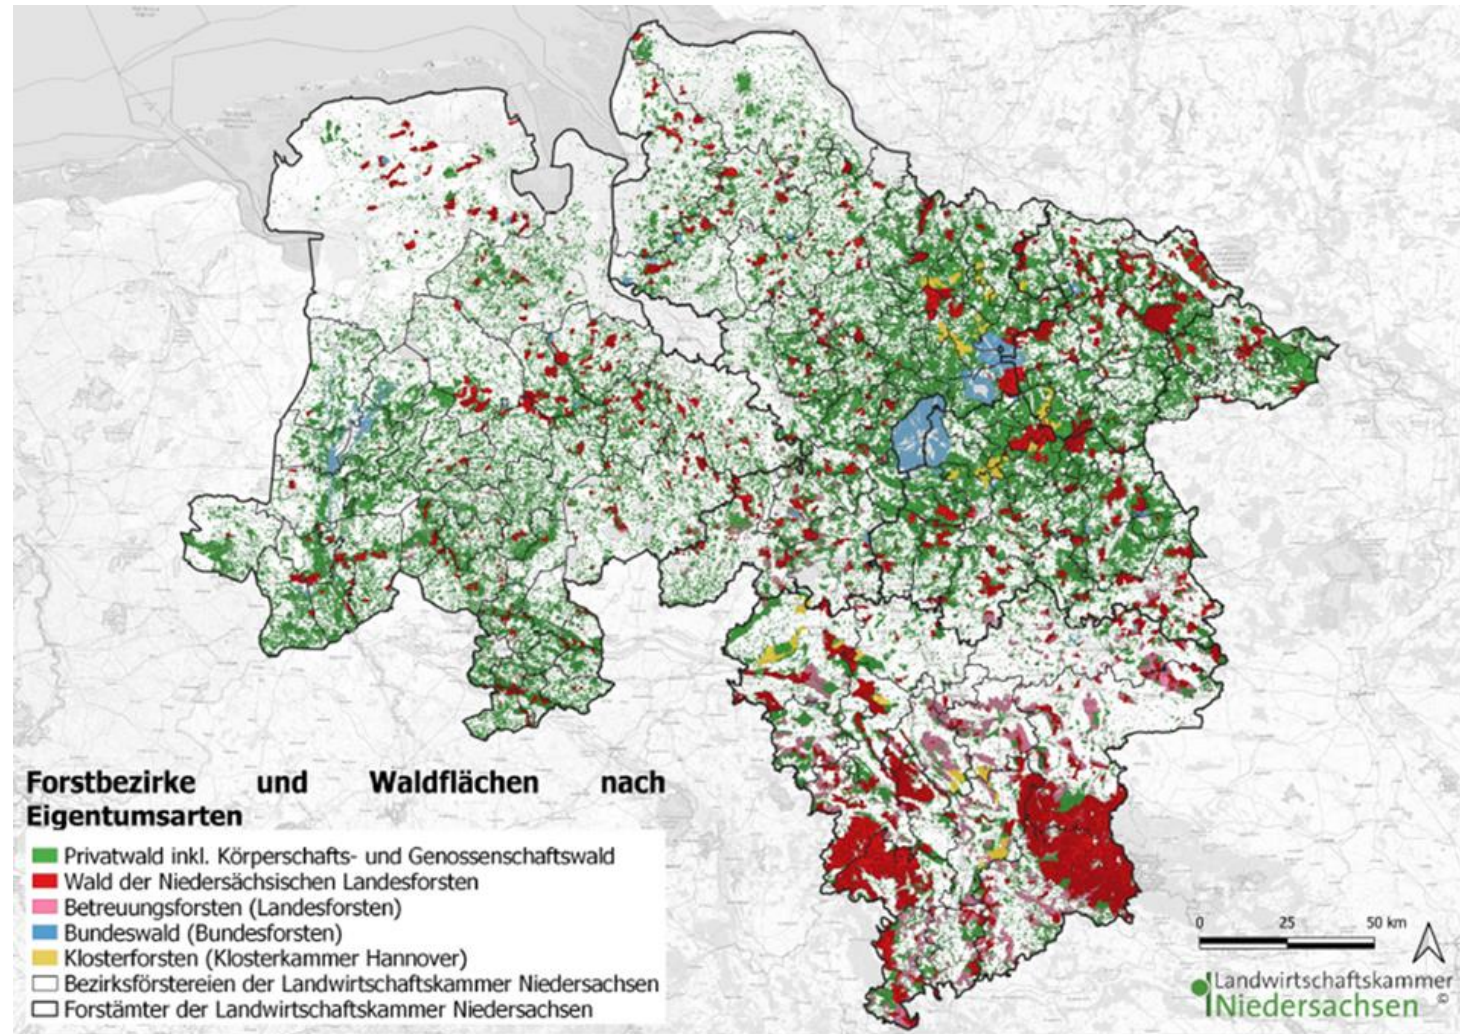 Forstbezirke und Waldflächen nach
Eigentumsarten
Privatwald inkl. Körperschafts- und Genossenschaftswald
Wald der Niedersächsischen Landesforsten
Betreuungsforsten (Landesforsten)
Bundeswald (Bundesforsten)
Klosterforsten (Klosterkammer Hannover)
Bezirksförstereien der Landwirtschaftskammer Niedersachsen
Forstämter der Landwirtschaftskammer Niedersachsen
0 25 50 km
Landwirtschaftskammer
Niedersachsen ©